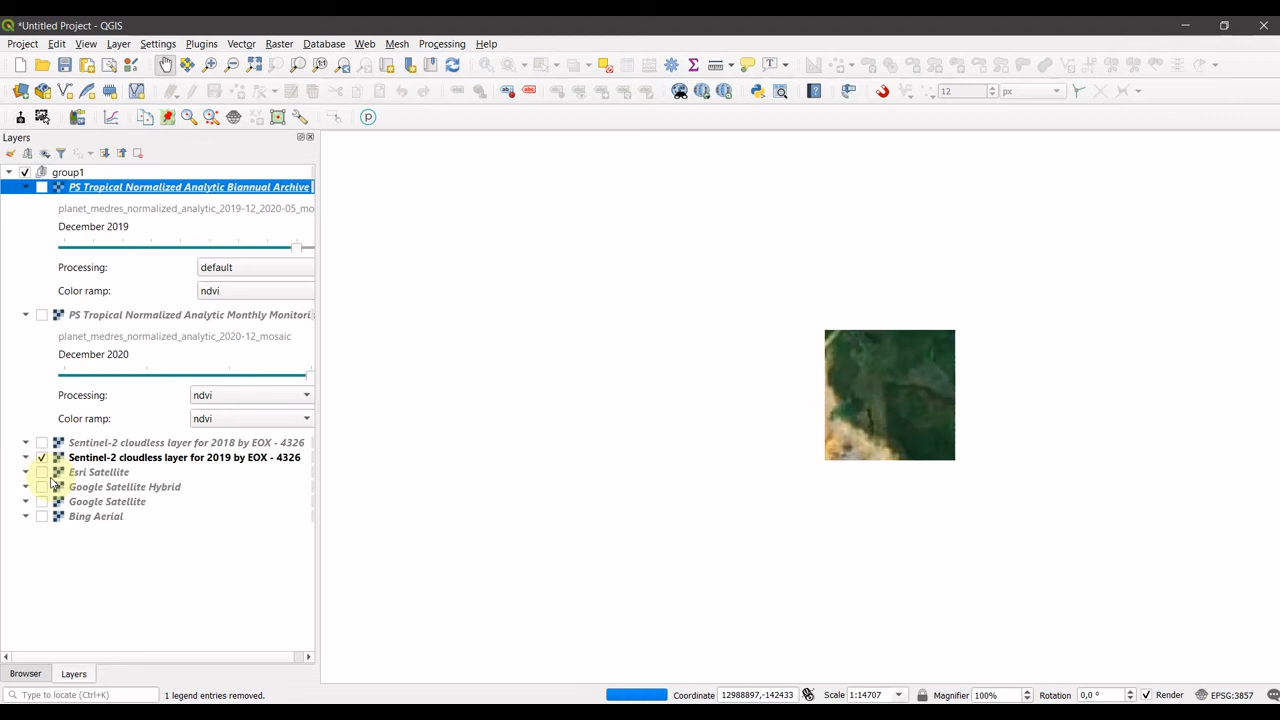 *Untitled Project - QGIS
Project Edit View Layer Settings Plugins Vector Raster Database Web Mesh Processing Help
12 px
Layers
group1
PS Tropical Normalized Analytic Biannual Archive
planet_medres_normalized_analytic_2019-12_2020-05_mo
December 2019
Processing: default
Color ramp: ndvi
PS Tropical Normalized Analytic Monthly Monitori
planet_medres_normalized_analytic_2020-12_mosaic
December 2020
Processing: ndvi
Color ramp: ndvi
Sentinel-2 cloudless layer for 2018 by EOX - 4326
Sentinel-2 cloudless layer for 2019 by EOX - 4326
Esri Satellite
Google Satellite Hybrid
Google Satellite
Bing Aerial
Browser Layers
Type to locate (Ctrl+K) 1 legend entries removed. Coordinate 12988897,-142433 Scale 1:14707 Magnifier 100% Rotation 0,0 ° Render EPSG:3857